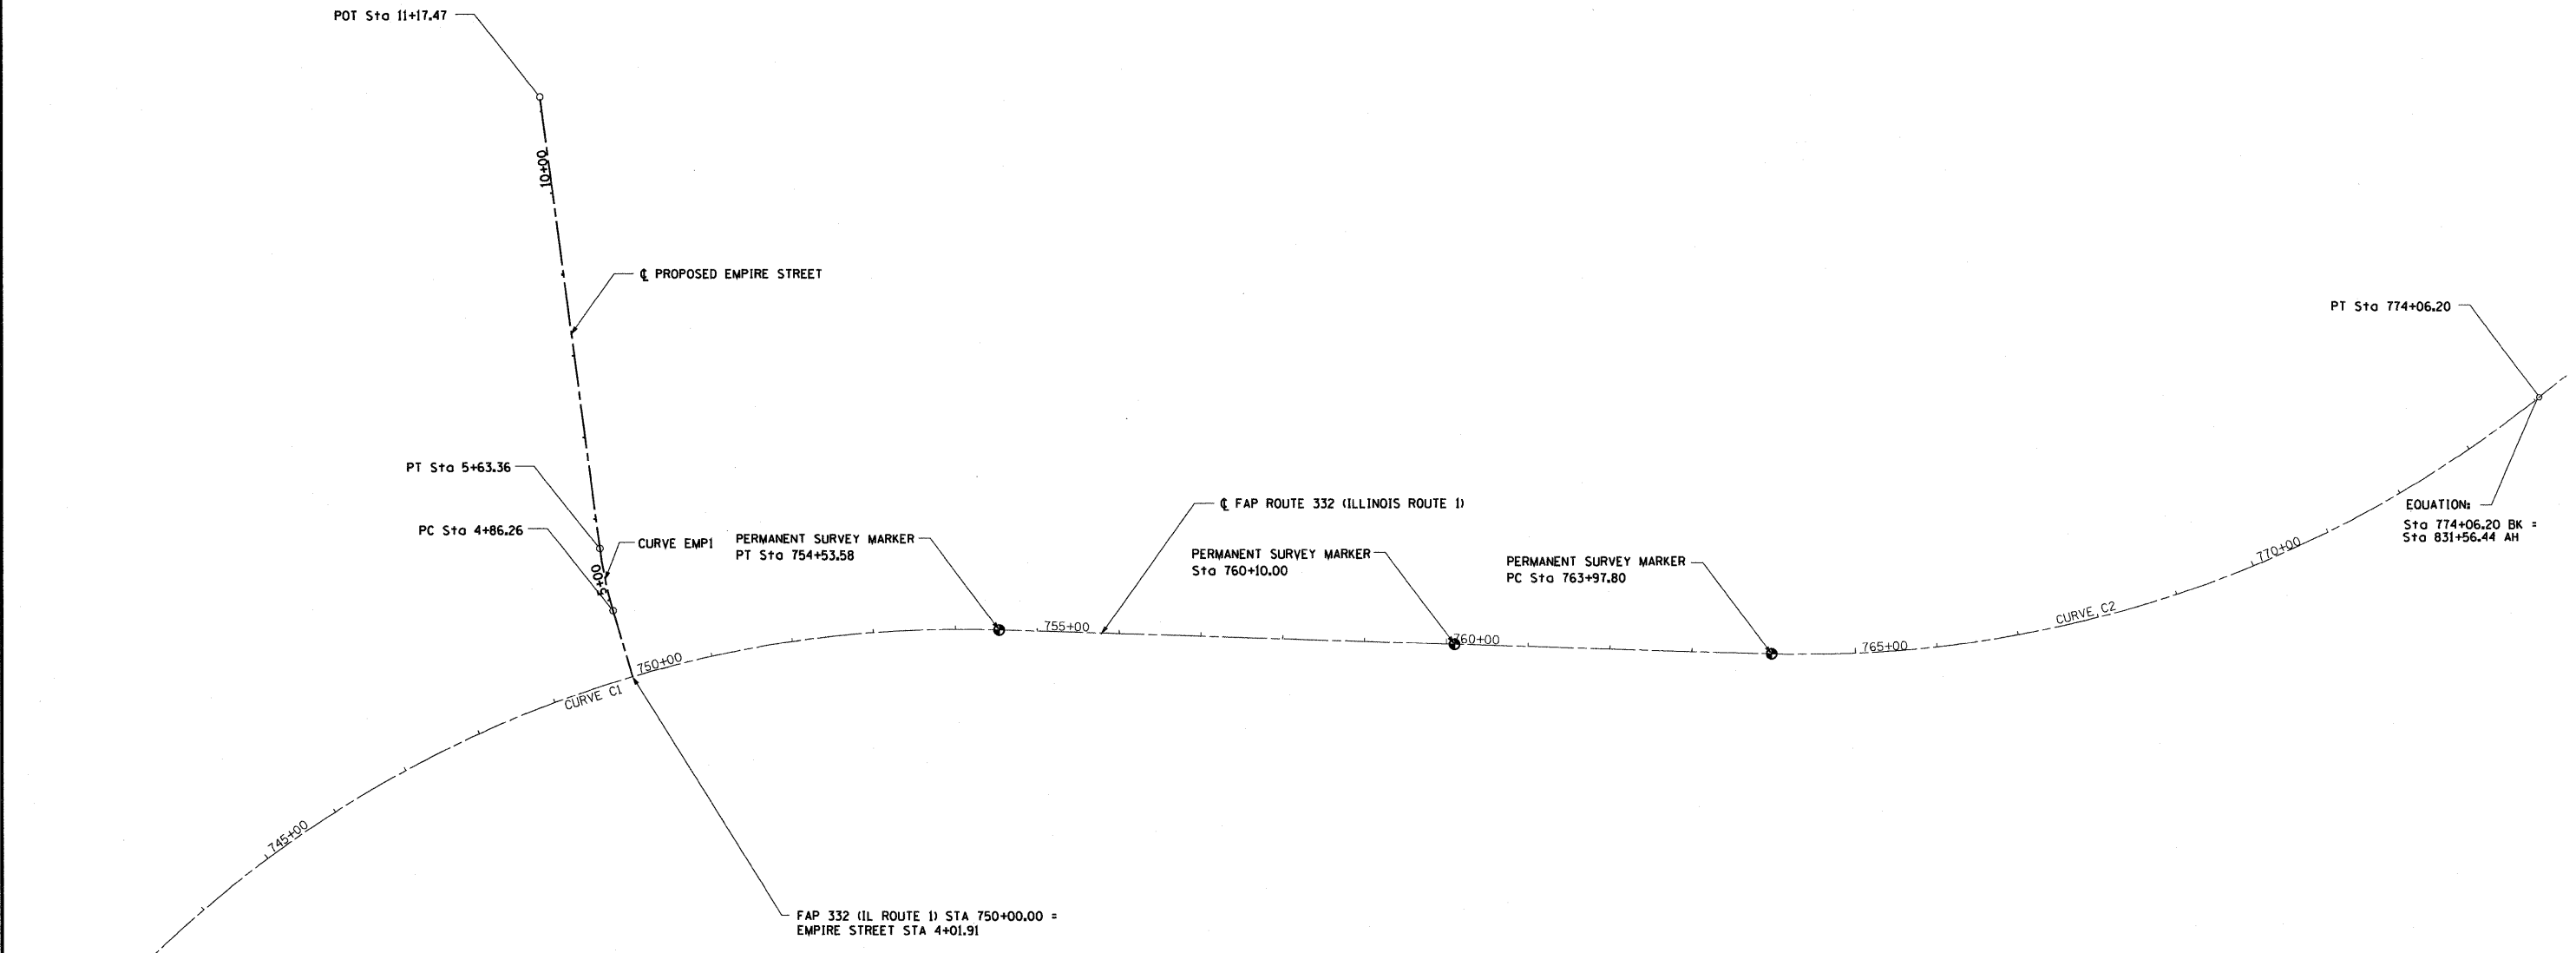 POT Sta 11+17.47
10+00
℄ PROPOSED EMPIRE STREET
PT Sta 774+06.20
PT Sta 5+63.36
PC Sta 4+86.26
5+00
CURVE EMP1
PERMANENT SURVEY MARKER
PT Sta 754+53.58
℄ FAP ROUTE 332 (ILLINOIS ROUTE 1)
PERMANENT SURVEY MARKER
Sta 760+10.00
PERMANENT SURVEY MARKER
PC Sta 763+97.80
EQUATION:
Sta 774+06.20 BK =
Sta 831+56.44 AH
770+00
CURVE C2
755+00
760+00
765+00
750+00
CURVE C1
745+00
FAP 332 (IL ROUTE 1) STA 750+00.00 =
EMPIRE STREET STA 4+01.91